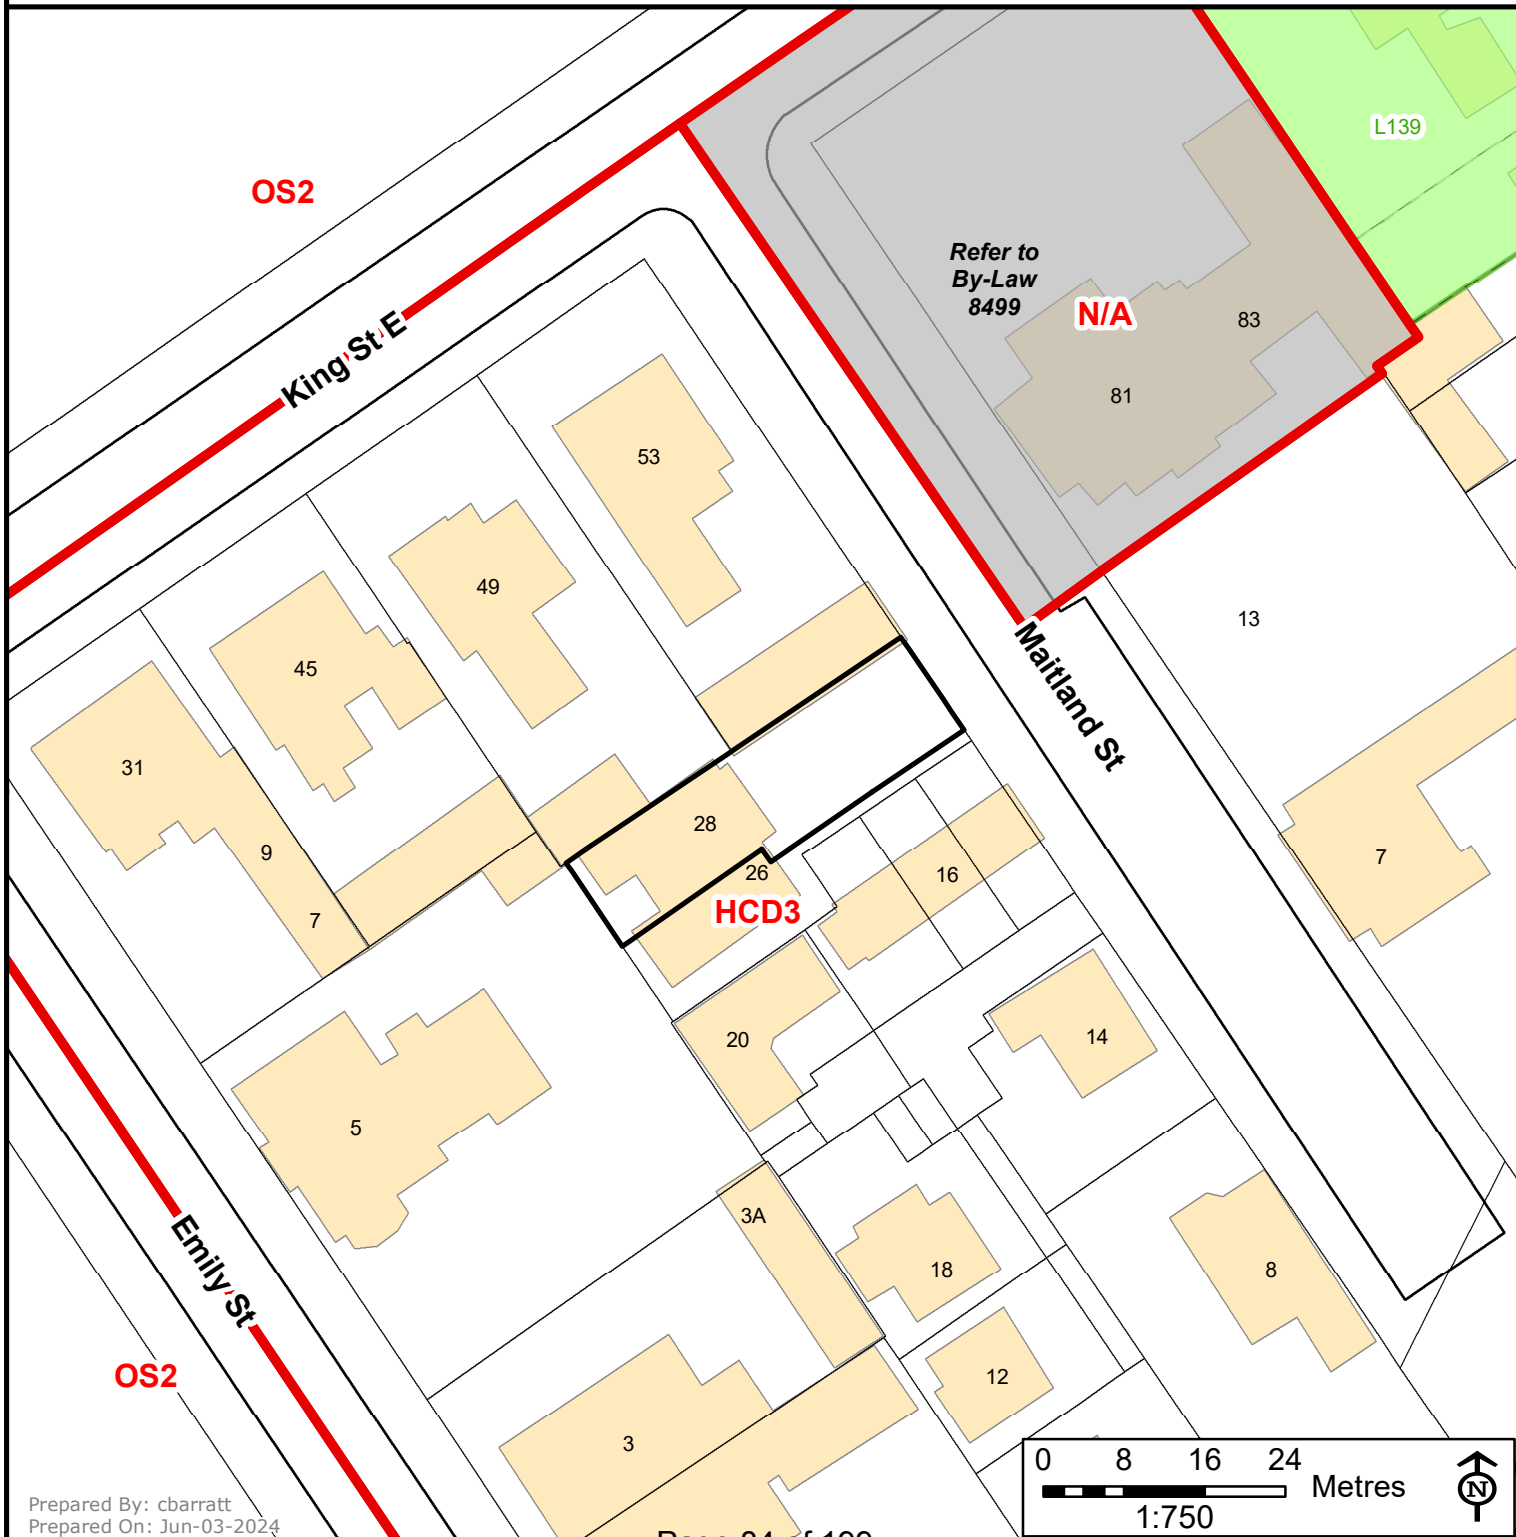 L139
OS2
Refer to
By-Law
8499
N/A
83
King St E
81
53
49
13
45
Maitland St
31
28
7
9
26
16
7
HCD3
20
14
5
3A
18
8
Emily St
OS2
12
3
0 8 16 24
Metres
1:750
N
Prepared By: cbarratt
Prepared On: Jun-03-2024